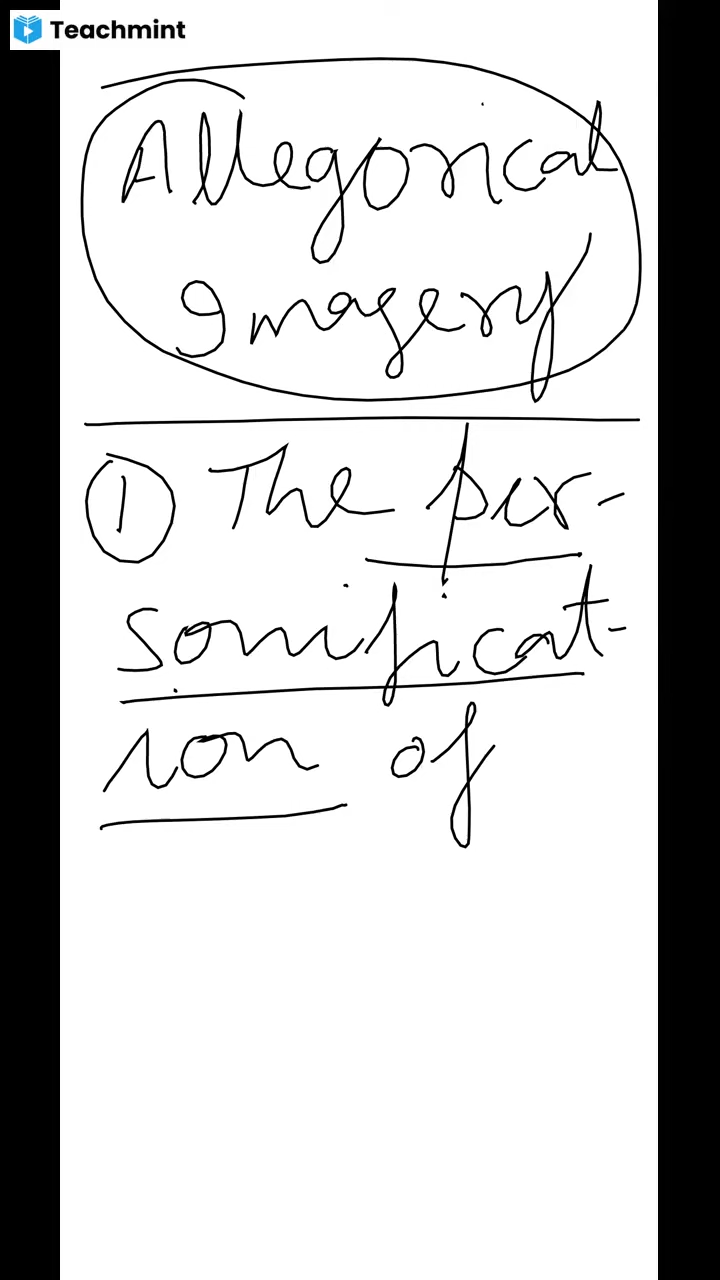 Teachmint
Allegorical
Imagery
1 The per-
sonificat-
ion of